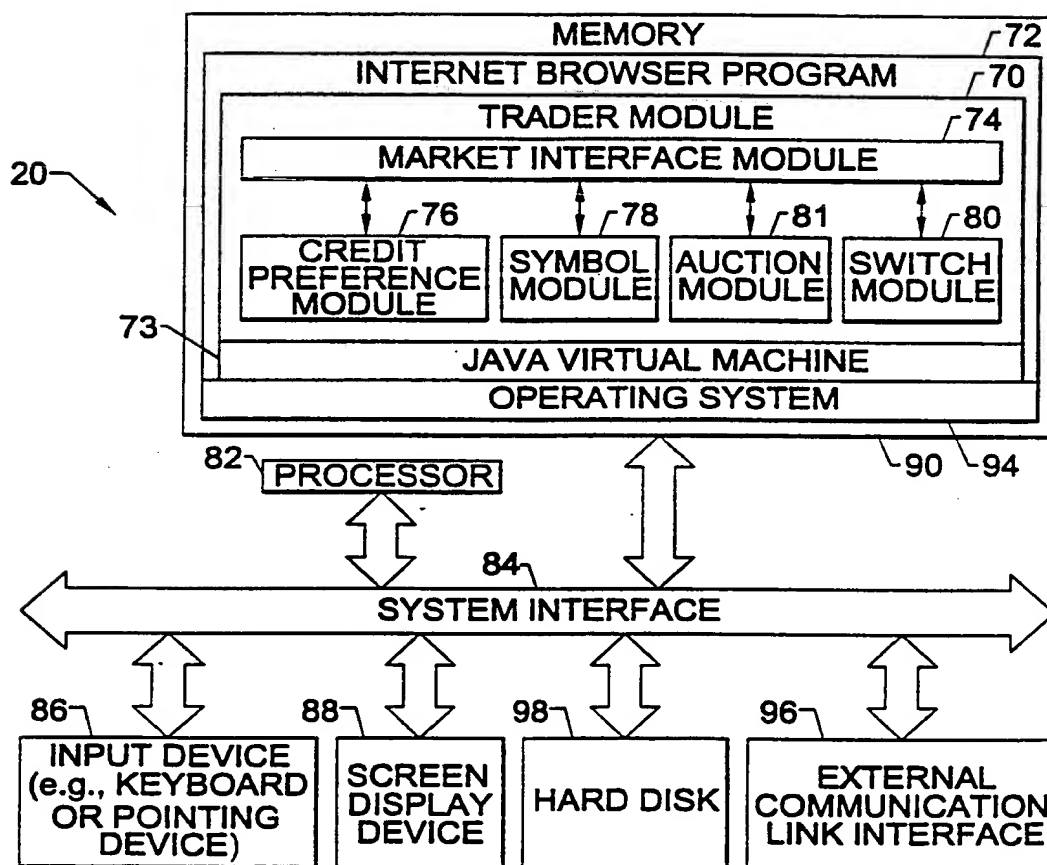 MEMORY
72
INTERNET BROWSER PROGRAM
70
TRADER MODULE
74
MARKET INTERFACE MODULE
20
76
78
81
80
CREDIT
PREFERENCE
MODULE
SYMBOL
MODULE
AUCTION
MODULE
SWITCH
MODULE
73
JAVA VIRTUAL MACHINE
OPERATING SYSTEM
82
PROCESSOR
90
94
84
SYSTEM INTERFACE
86
88
98
96
INPUT DEVICE
(e.g., KEYBOARD
OR POINTING
DEVICE)
SCREEN
DISPLAY
DEVICE
HARD DISK
EXTERNAL
COMMUNICATION
LINK INTERFACE